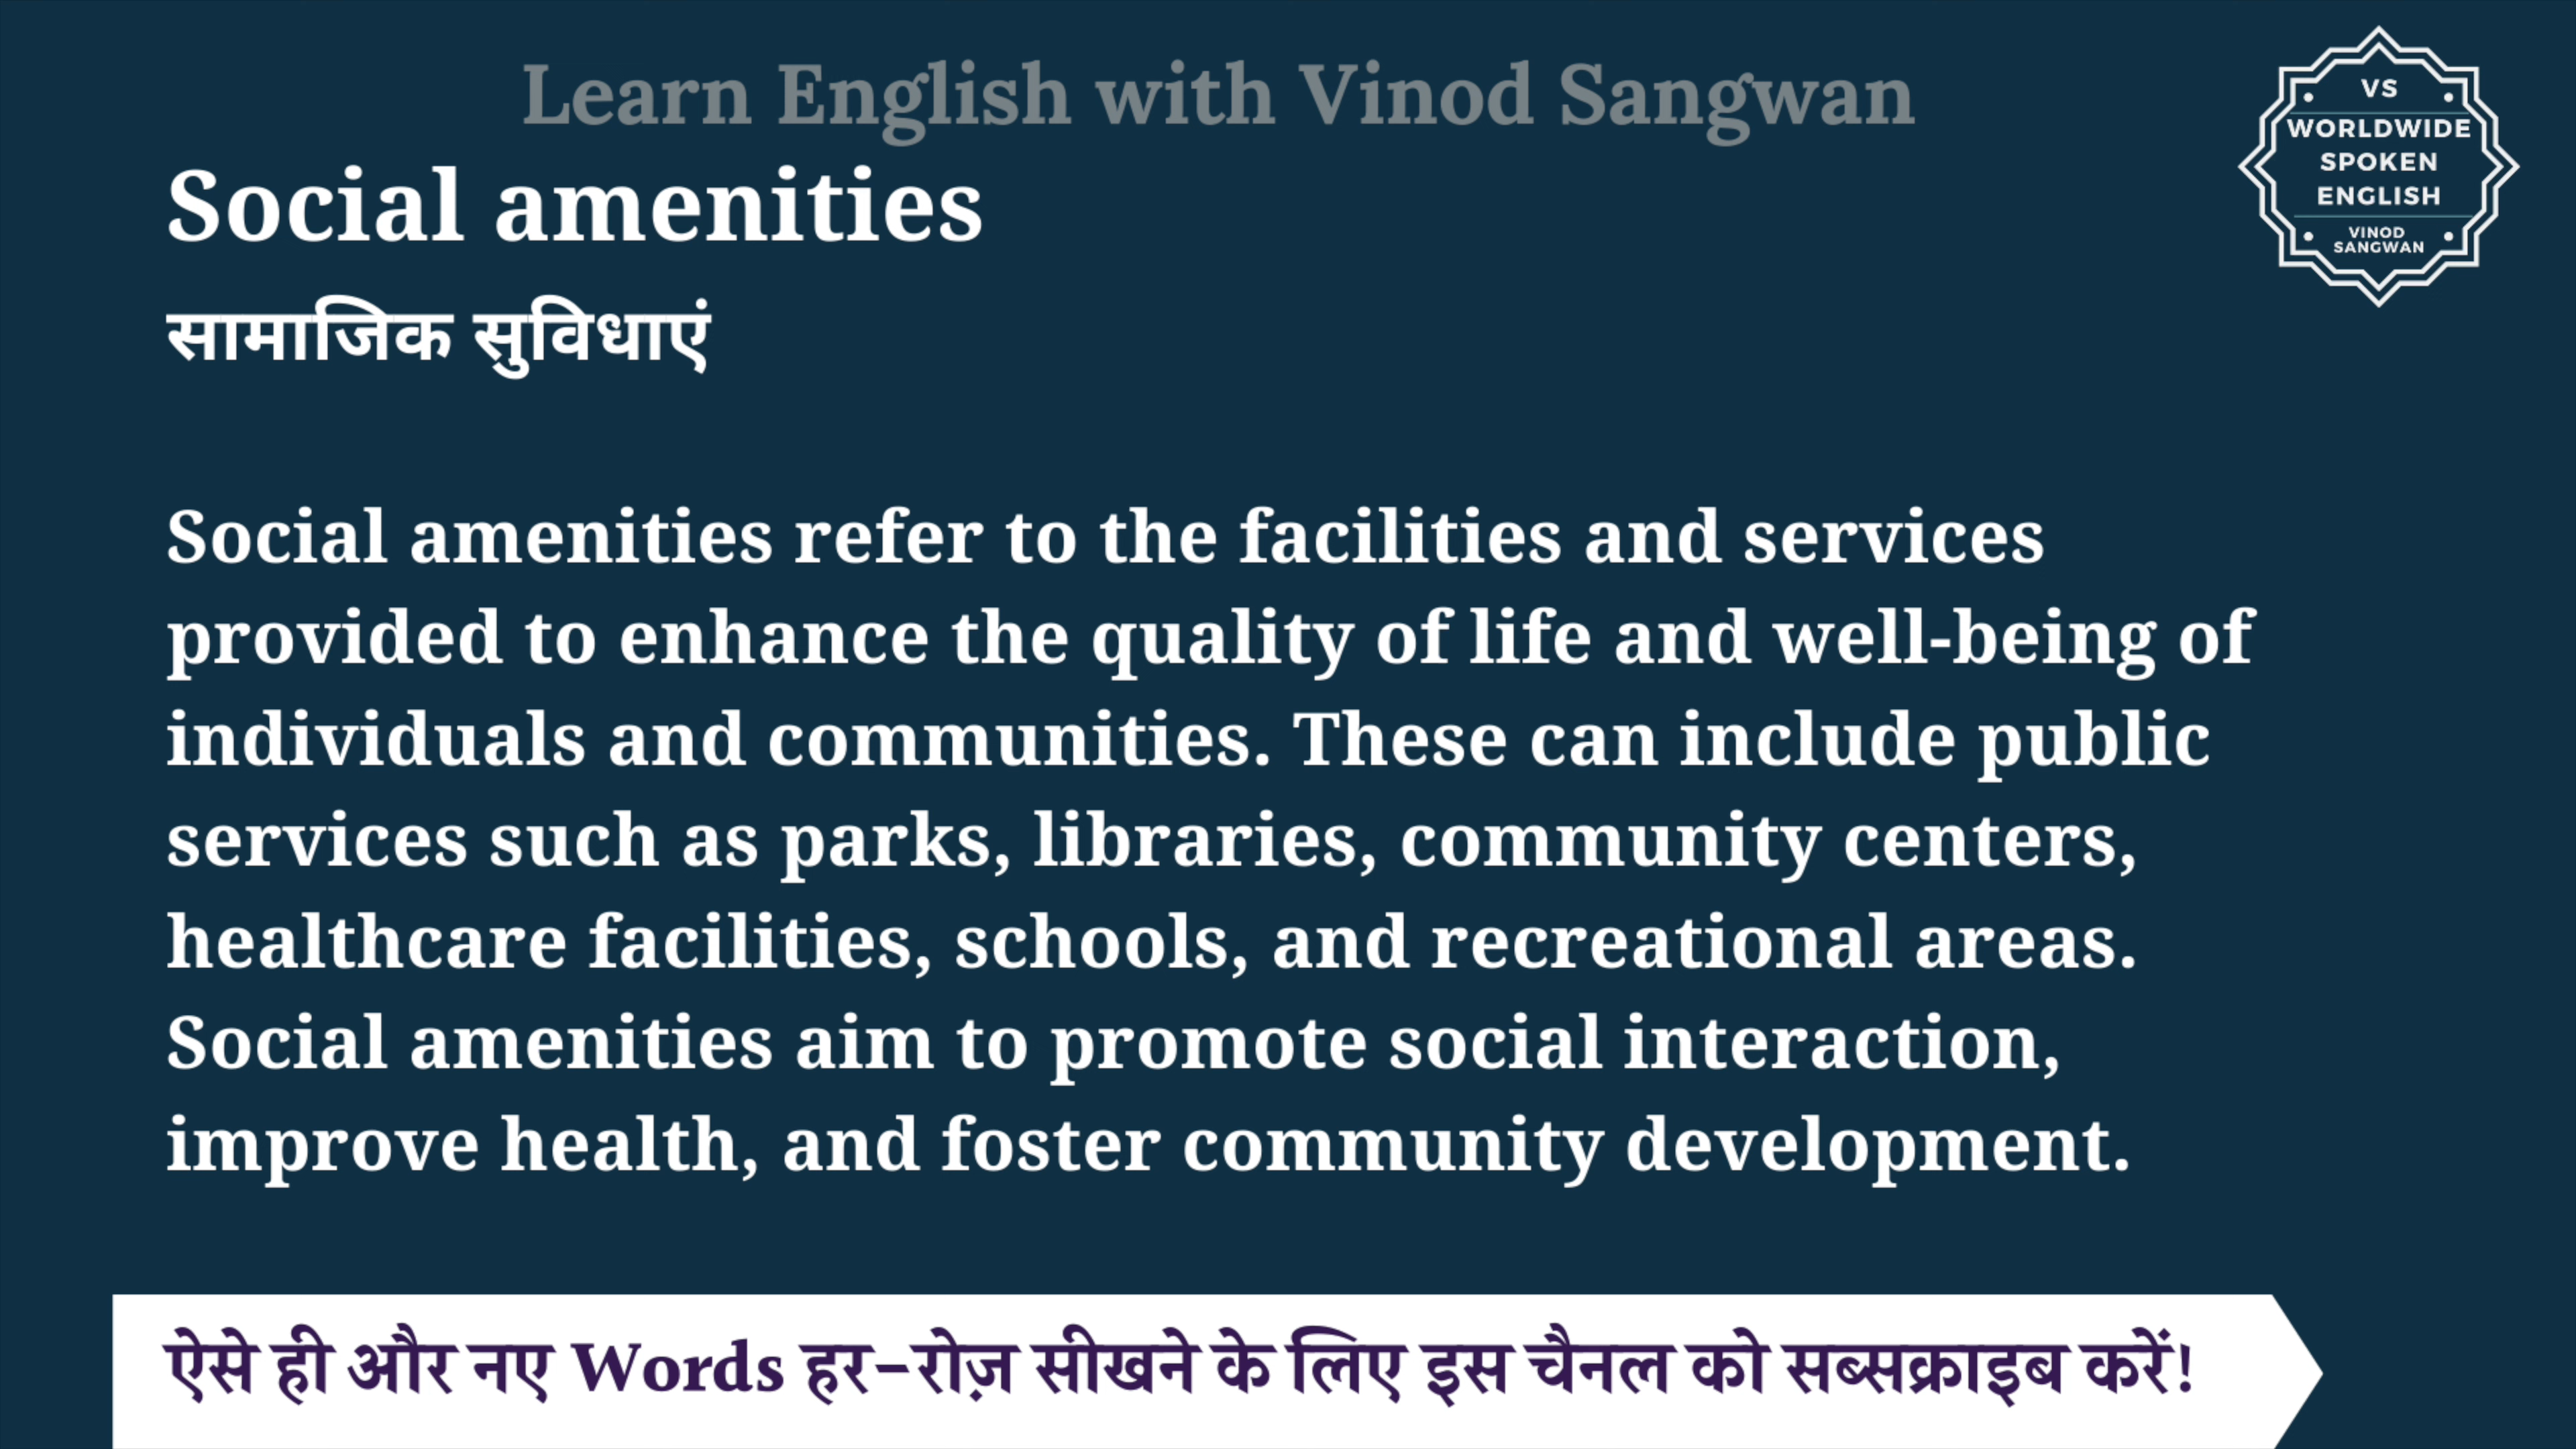 Learn English with Vinod Sangwan
VS
WORLDWIDE
SPOKEN
ENGLISH
VINOD
SANGWAN
Social amenities
सामाजिक सुविधाएं
Social amenities refer to the facilities and services
provided to enhance the quality of life and well-being of
individuals and communities. These can include public
services such as parks, libraries, community centers,
healthcare facilities, schools, and recreational areas.
Social amenities aim to promote social interaction,
improve health, and foster community development.
ऐसे ही और नए Words हर-रोज़ सीखने के लिए इस चैनल को सब्सक्राइब करें!